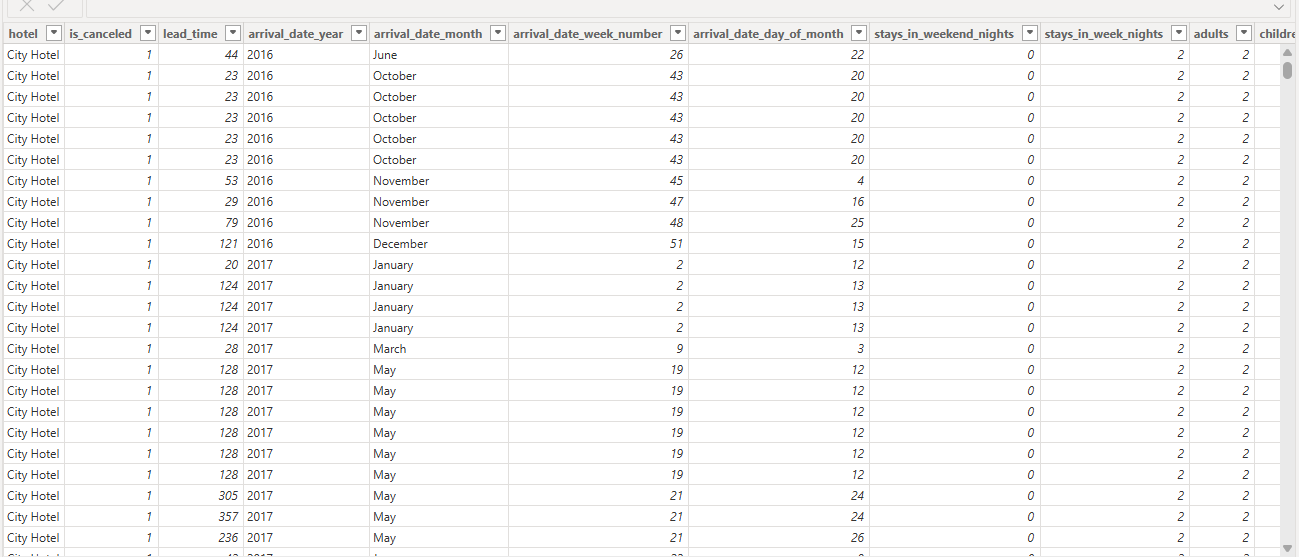 hotel is_canceled lead_time arrival_date_year arrival_date_month arrival_date_week_number arrival_date_day_of_month stays_in_weekend_nights stays_in_week_nights adults childre
City Hotel 1 44 2016 June 26 22 0 2 2
City Hotel 1 23 2016 October 43 20 0 2 2
City Hotel 1 23 2016 October 43 20 0 2 2
City Hotel 1 23 2016 October 43 20 0 2 2
City Hotel 1 23 2016 October 43 20 0 2 2
City Hotel 1 23 2016 October 43 20 0 2 2
City Hotel 1 53 2016 November 45 4 0 2 2
City Hotel 1 29 2016 November 47 16 0 2 2
City Hotel 1 79 2016 November 48 25 0 2 2
City Hotel 1 121 2016 December 51 15 0 2 2
City Hotel 1 20 2017 January 2 12 0 2 2
City Hotel 1 124 2017 January 2 13 0 2 2
City Hotel 1 124 2017 January 2 13 0 2 2
City Hotel 1 124 2017 January 2 13 0 2 2
City Hotel 1 28 2017 March 9 3 0 2 2
City Hotel 1 128 2017 May 19 12 0 2 2
City Hotel 1 128 2017 May 19 12 0 2 2
City Hotel 1 128 2017 May 19 12 0 2 2
City Hotel 1 128 2017 May 19 12 0 2 2
City Hotel 1 128 2017 May 19 12 0 2 2
City Hotel 1 128 2017 May 19 12 0 2 2
City Hotel 1 305 2017 May 21 24 0 2 2
City Hotel 1 357 2017 May 21 24 0 2 2
City Hotel 1 236 2017 May 21 26 0 2 2